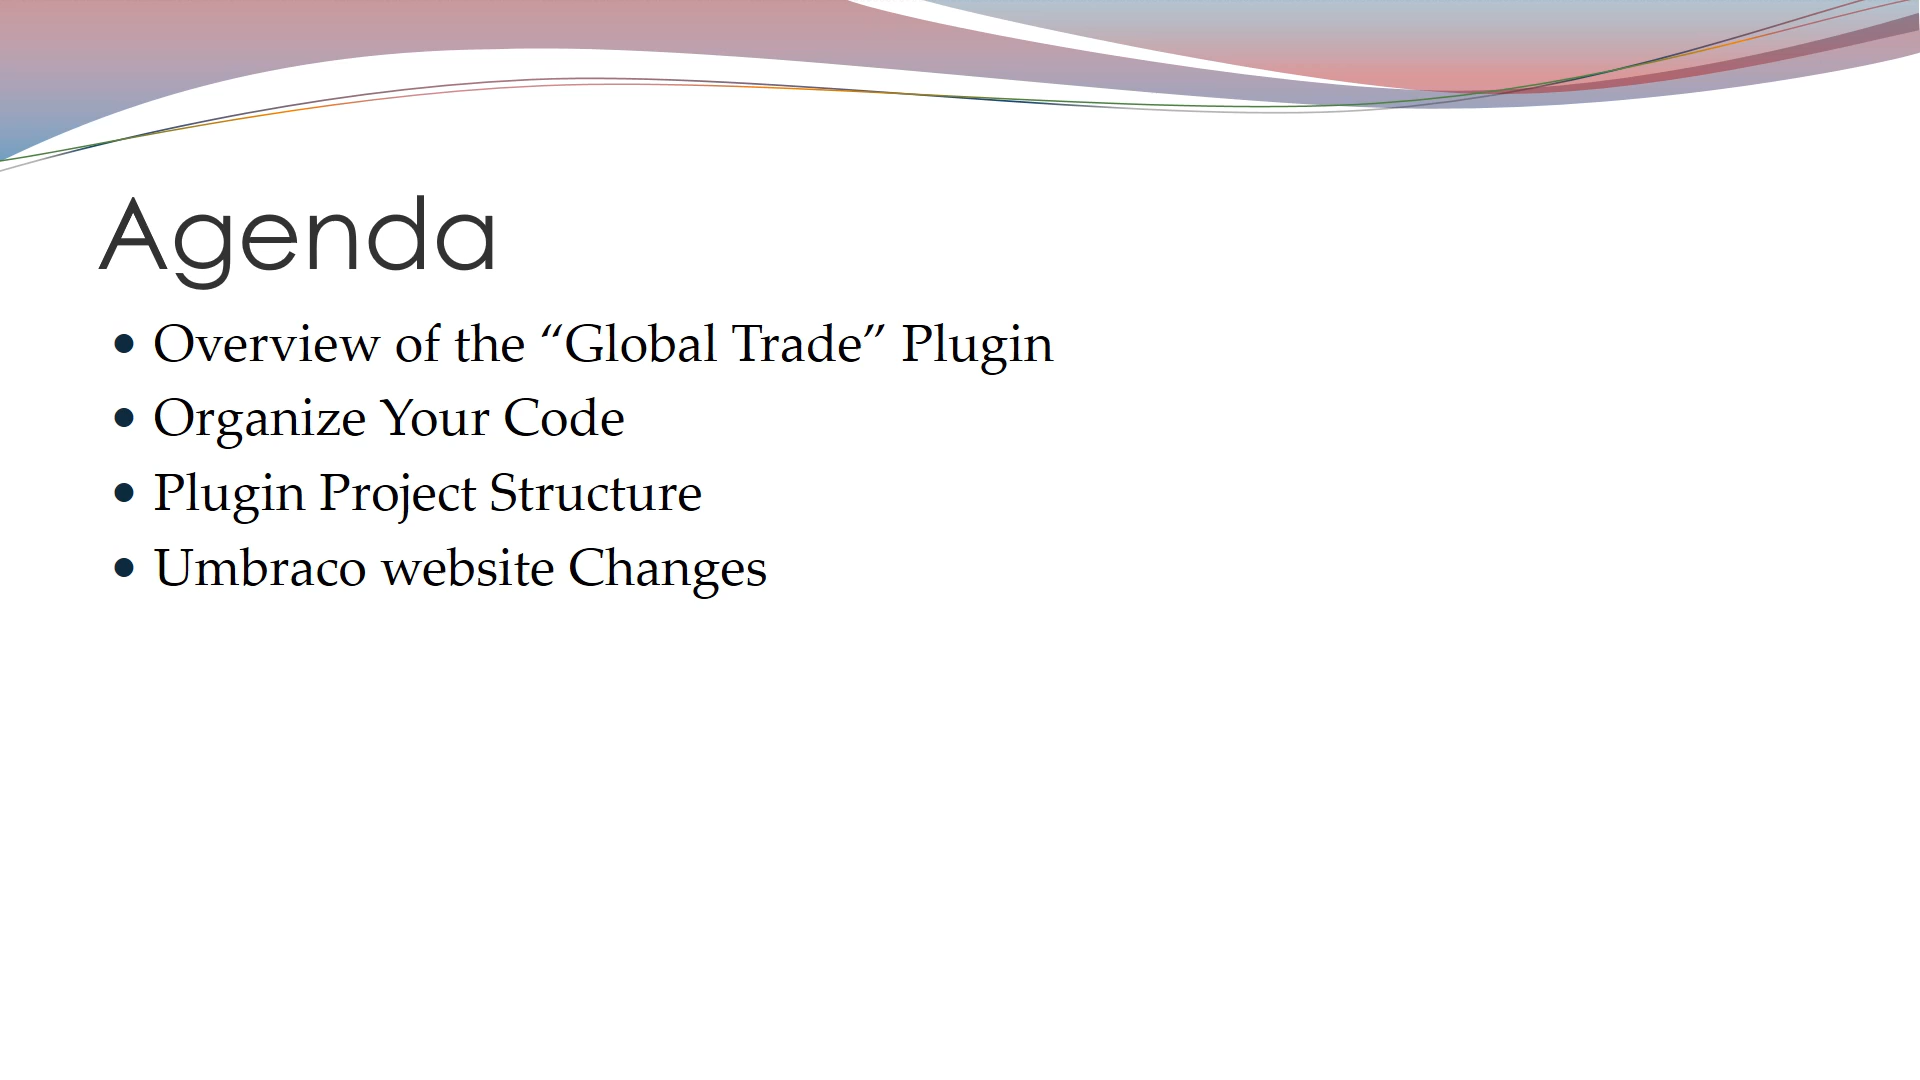 Agenda
• Overview of the “Global Trade” Plugin
• Organize Your Code
• Plugin Project Structure
• Umbraco website Changes